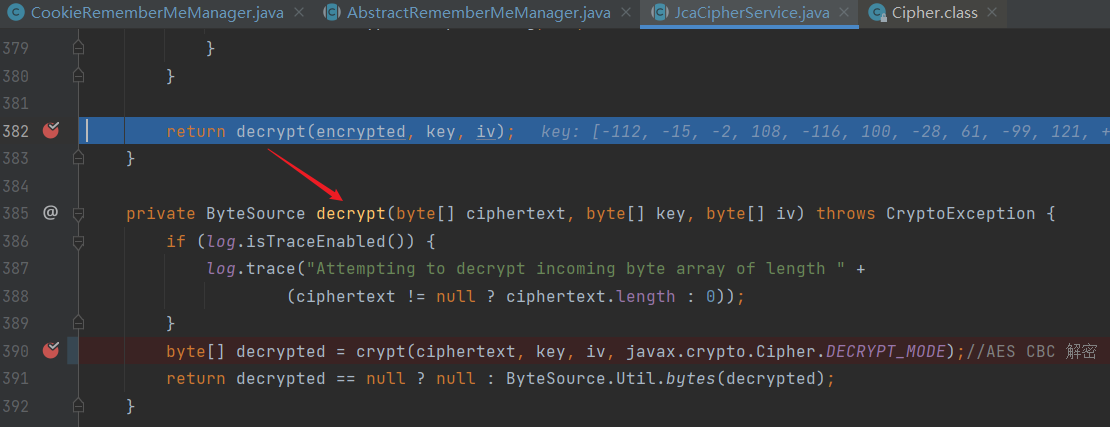 CookieRememberMeManager.java × AbstractRememberMeManager.java × JcaCipherService.java × Cipher.class ×
379 }
380 }
381
382 return decrypt(encrypted, key, iv); key: [-112, -15, -2, 108, -116, 100, -28, 61, -99, 121, +
383 }
384
385 @ private ByteSource decrypt(byte[] ciphertext, byte[] key, byte[] iv) throws CryptoException {
386 if (log.isTraceEnabled()) {
387 log.trace("Attempting to decrypt incoming byte array of length " +
388 (ciphertext != null ? ciphertext.length : 0));
389 }
390 byte[] decrypted = crypt(ciphertext, key, iv, javax.crypto.Cipher.DECRYPT_MODE);//AES CBC 解密
391 return decrypted == null ? null : ByteSource.Util.bytes(decrypted);
392 }